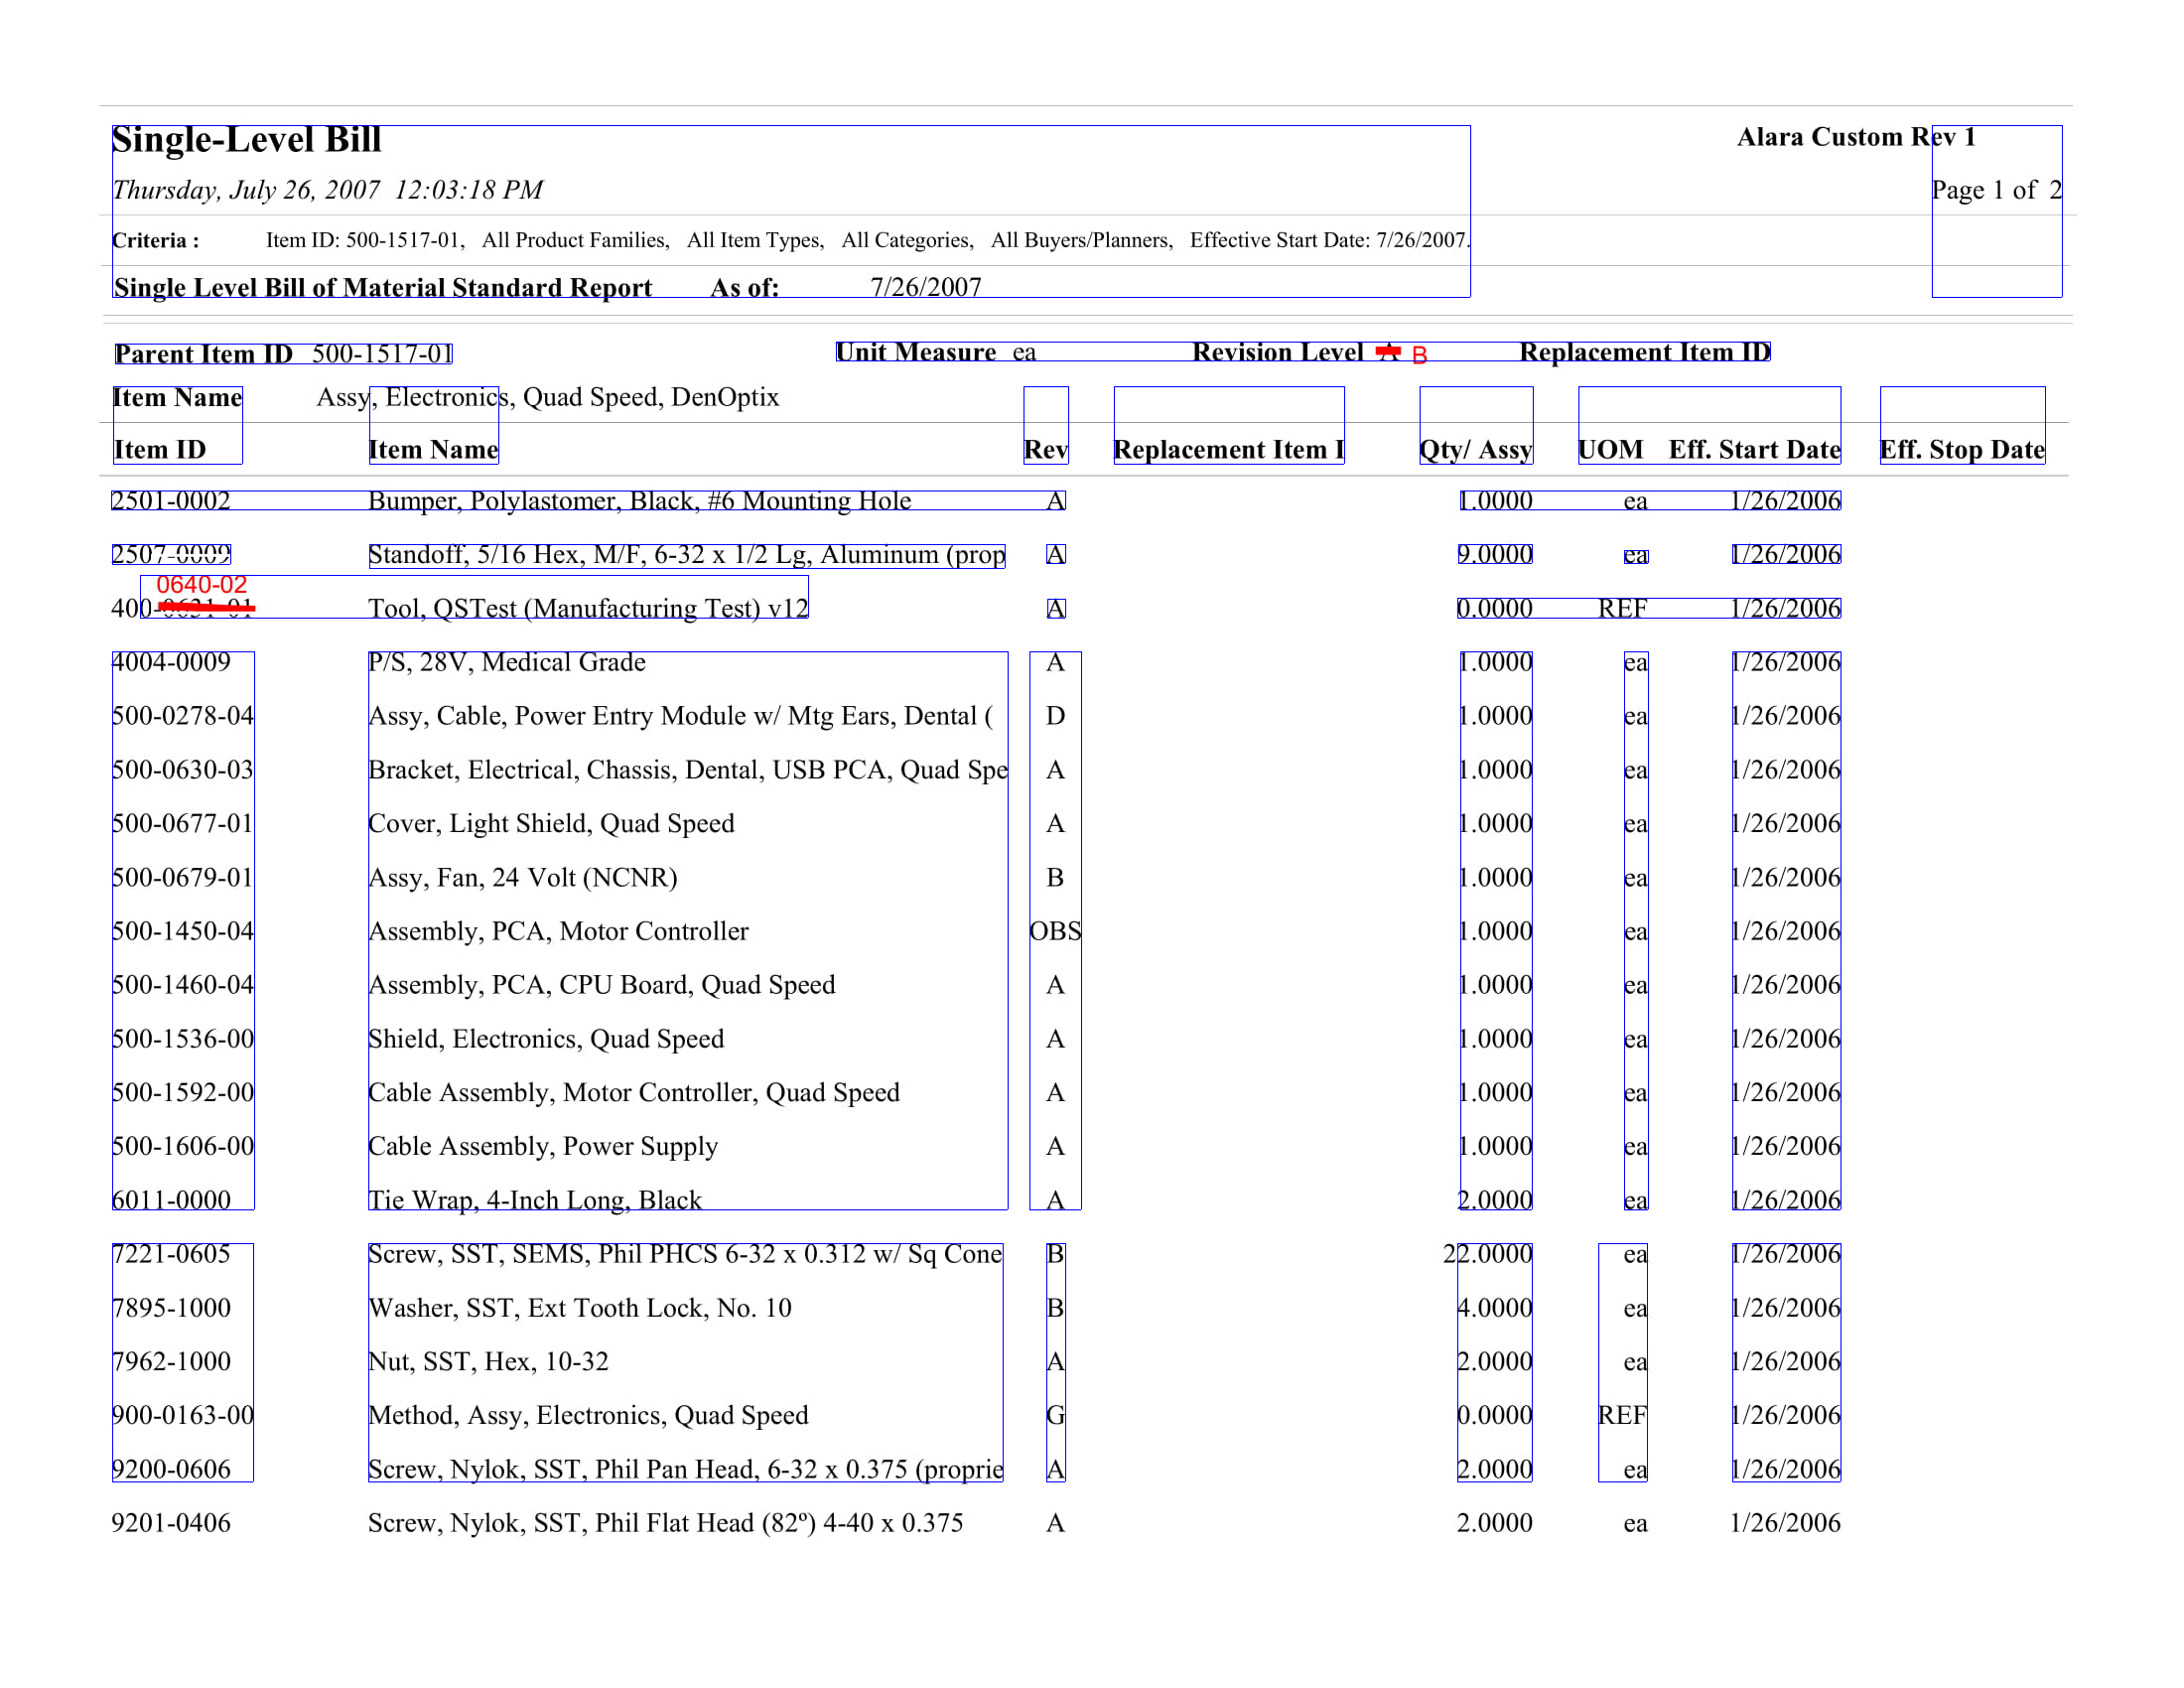 Single-Level Bill Alara Custom Rev 1
Thursday, July 26, 2007 12:03:18 PM Page 1 of 2
Criteria : Item ID: 500-1517-01, All Product Families, All Item Types, All Categories, All Buyers/Planners, Effective Start Date: 7/26/2007.
Single Level Bill of Material Standard Report As of: 7/26/2007
Parent Item ID 500-1517-01 Unit Measure ea Revision Level A B Replacement Item ID
Item Name Assy, Electronics, Quad Speed, DenOptix
Item ID Item Name Rev Replacement Item I Qty/ Assy UOM Eff. Start Date Eff. Stop Date
2501-0002 Bumper, Polylastomer, Black, #6 Mounting Hole A 1.0000 ea 1/26/2006
2507-0009 Standoff, 5/16 Hex, M/F, 6-32 x 1/2 Lg, Aluminum (prop A 9.0000 ea 1/26/2006
0640-02
400-0631-01 Tool, QSTest (Manufacturing Test) v12 A 0.0000 REF 1/26/2006
4004-0009 P/S, 28V, Medical Grade A 1.0000 ea 1/26/2006
500-0278-04 Assy, Cable, Power Entry Module w/ Mtg Ears, Dental ( D 1.0000 ea 1/26/2006
500-0630-03 Bracket, Electrical, Chassis, Dental, USB PCA, Quad Spe A 1.0000 ea 1/26/2006
500-0677-01 Cover, Light Shield, Quad Speed A 1.0000 ea 1/26/2006
500-0679-01 Assy, Fan, 24 Volt (NCNR) B 1.0000 ea 1/26/2006
500-1450-04 Assembly, PCA, Motor Controller OBS 1.0000 ea 1/26/2006
500-1460-04 Assembly, PCA, CPU Board, Quad Speed A 1.0000 ea 1/26/2006
500-1536-00 Shield, Electronics, Quad Speed A 1.0000 ea 1/26/2006
500-1592-00 Cable Assembly, Motor Controller, Quad Speed A 1.0000 ea 1/26/2006
500-1606-00 Cable Assembly, Power Supply A 1.0000 ea 1/26/2006
6011-0000 Tie Wrap, 4-Inch Long, Black A 2.0000 ea 1/26/2006
7221-0605 Screw, SST, SEMS, Phil PHCS 6-32 x 0.312 w/ Sq Cone B 22.0000 ea 1/26/2006
7895-1000 Washer, SST, Ext Tooth Lock, No. 10 B 4.0000 ea 1/26/2006
7962-1000 Nut, SST, Hex, 10-32 A 2.0000 ea 1/26/2006
900-0163-00 Method, Assy, Electronics, Quad Speed G 0.0000 REF 1/26/2006
9200-0606 Screw, Nylok, SST, Phil Pan Head, 6-32 x 0.375 (proprie A 2.0000 ea 1/26/2006
9201-0406 Screw, Nylok, SST, Phil Flat Head (82º) 4-40 x 0.375 A 2.0000 ea 1/26/2006